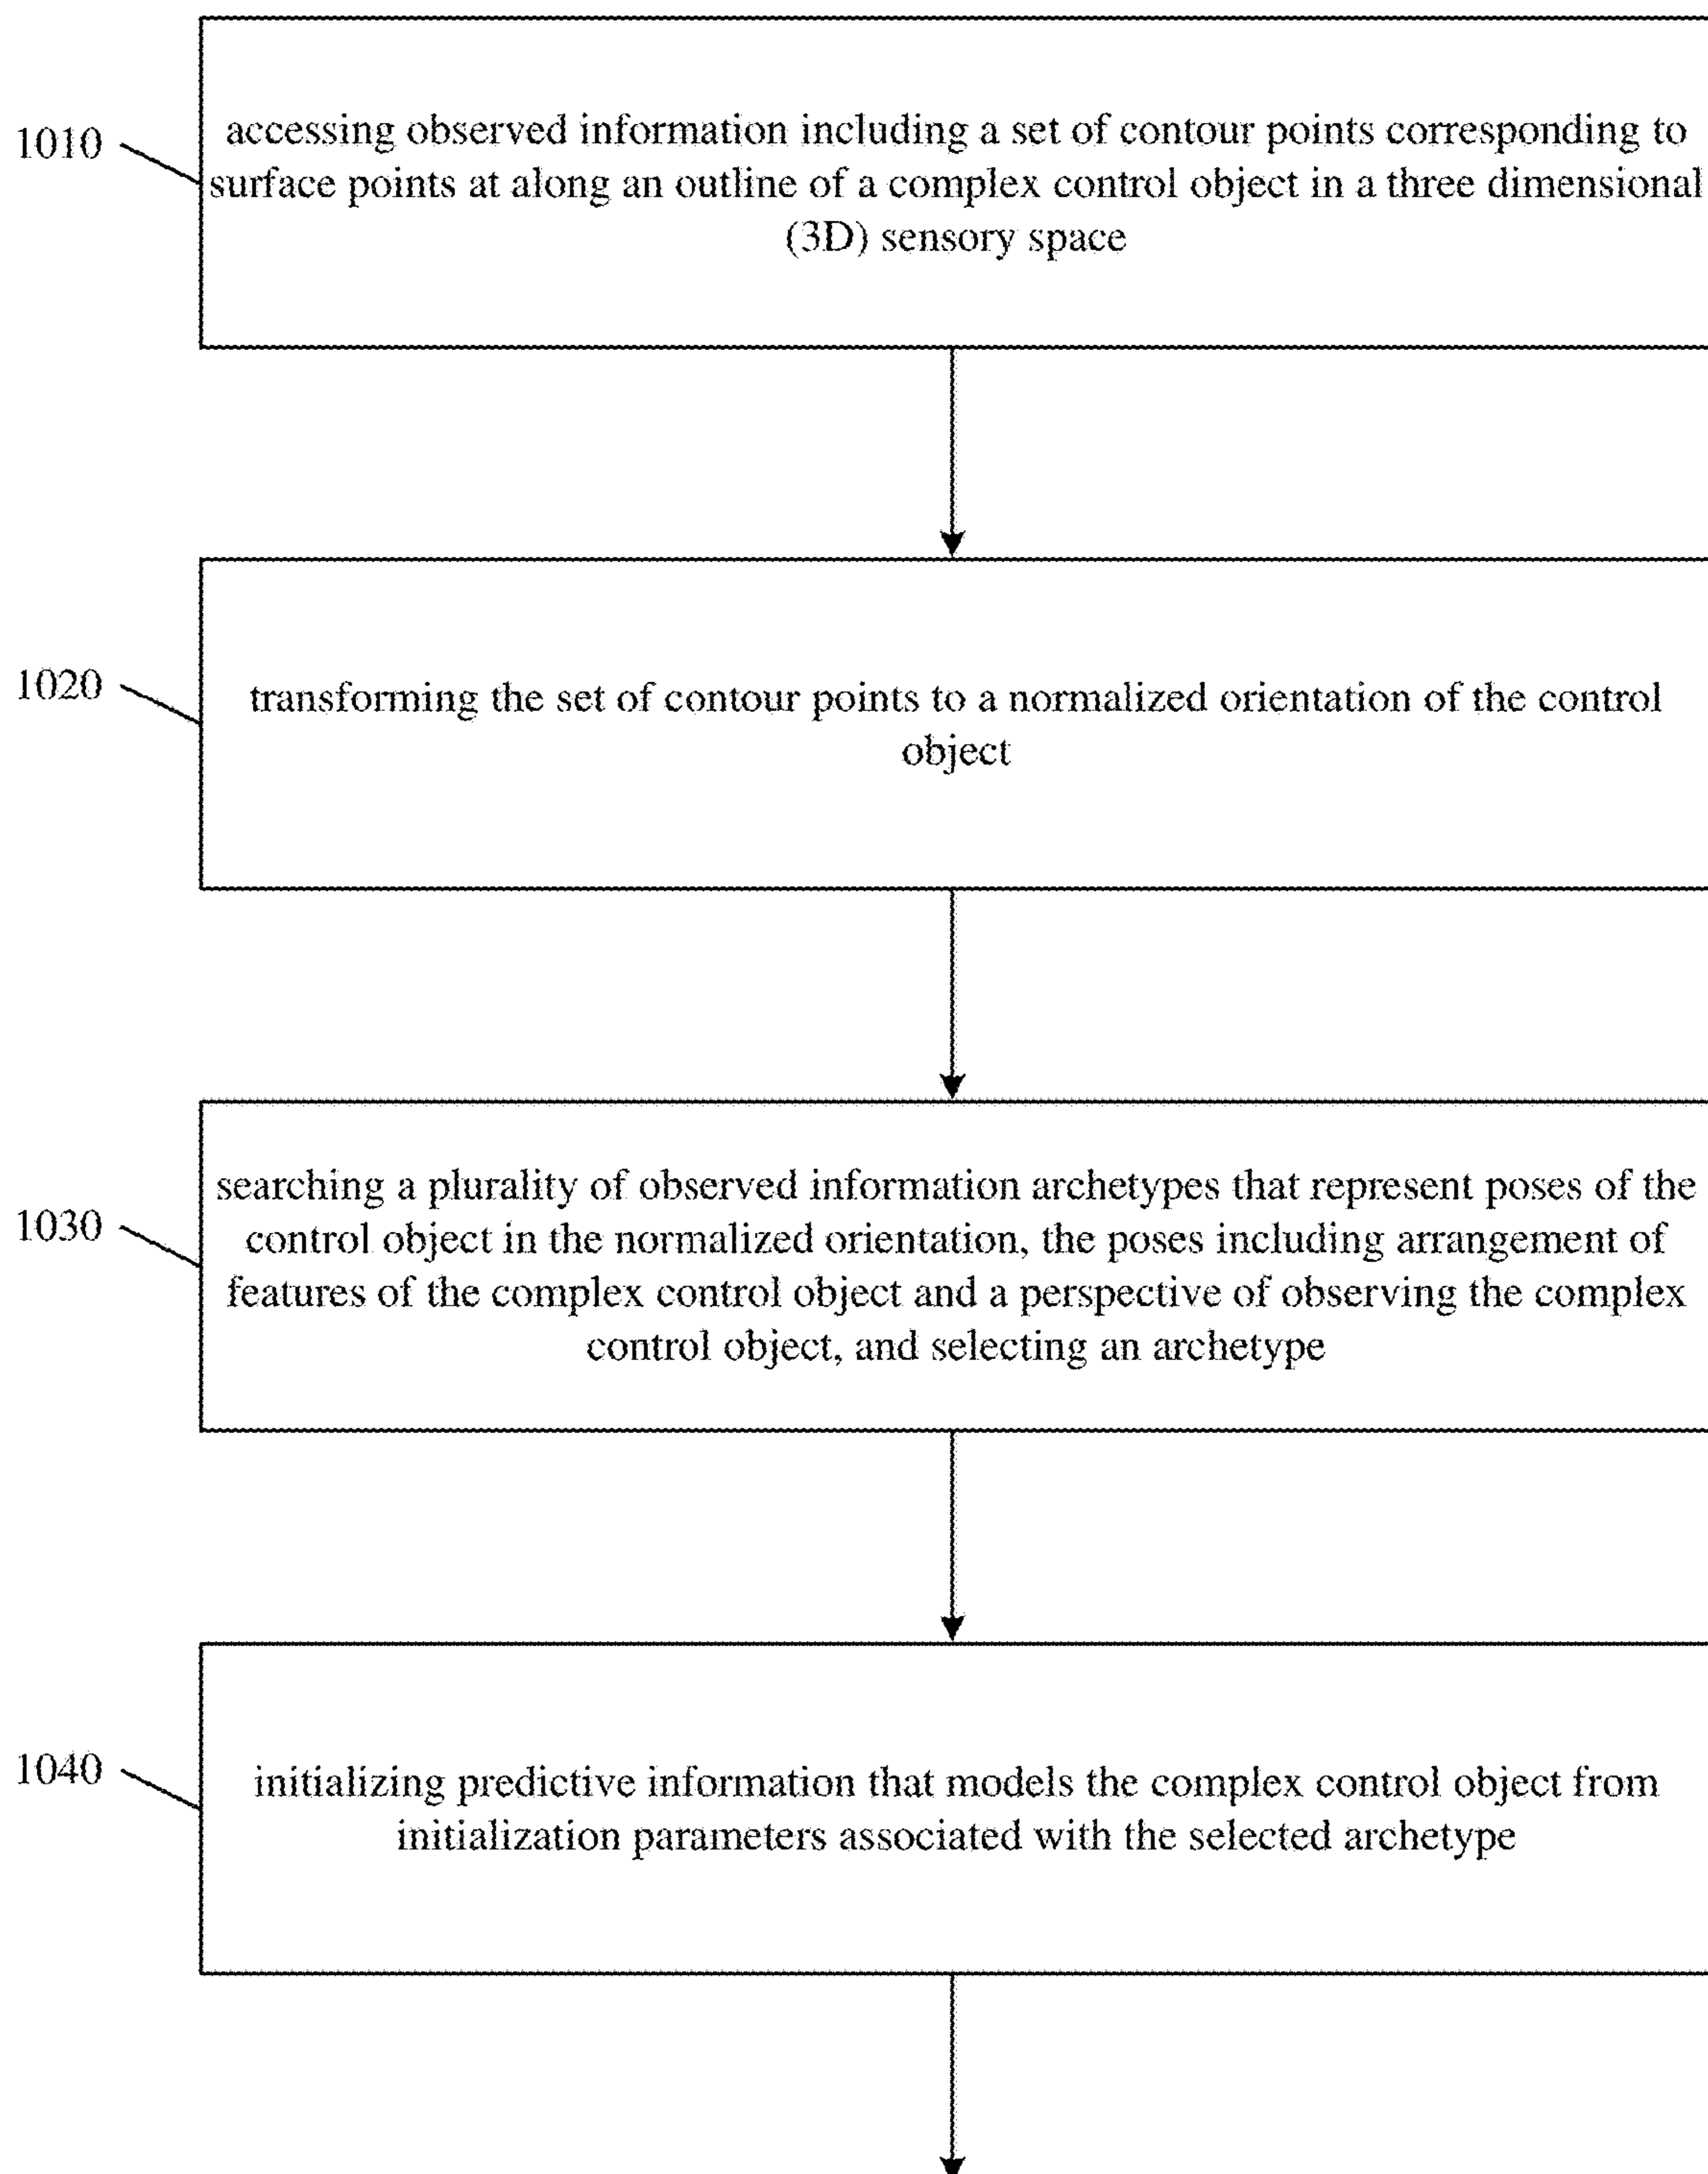 1010
accessing observed information including a set of contour points corresponding to
surface points at along an outline of a complex control object in a three dimensional
(3D) sensory space
1020
transforming the set of contour points to a normalized orientation of the control
object
1030
searching a plurality of observed information archetypes that represent poses of the
control object in the normalized orientation, the poses including arrangement of
features of the complex control object and a perspective of observing the complex
control object, and selecting an archetype
1040
initializing predictive information that models the complex control object from
initialization parameters associated with the selected archetype